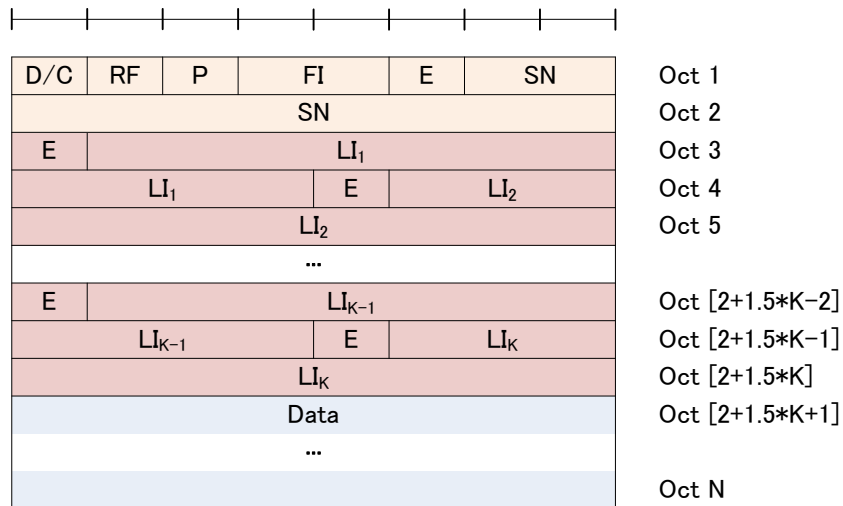 D/C RF P FI E SN Oct 1
SN Oct 2
E LI₁ Oct 3
LI₁ E LI₂ Oct 4
LI₂ Oct 5
...
E LIK₋₁ Oct [2+1.5*K-2]
LIK₋₁ E LIK Oct [2+1.5*K-1]
LIK Oct [2+1.5*K]
Data Oct [2+1.5*K+1]
...
Oct N